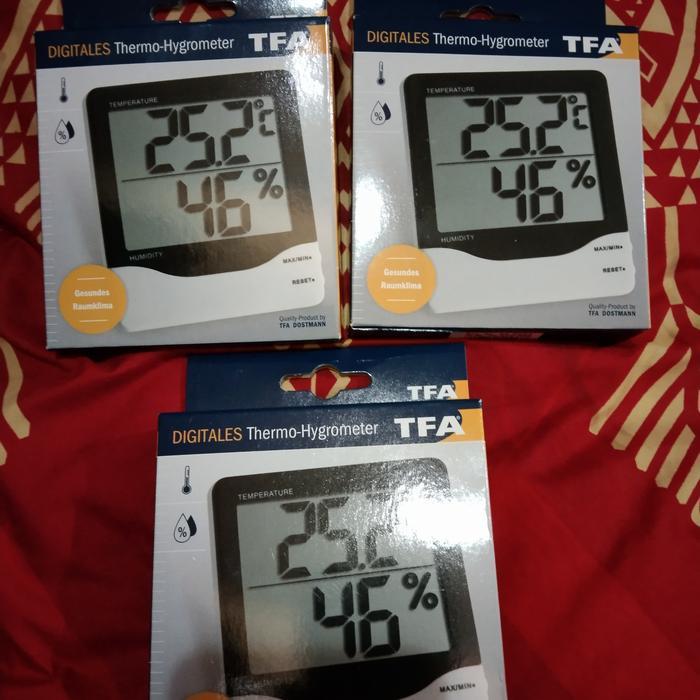 DIGITALES Thermo-Hygrometer TFA
TEMPERATURE
25.2°C
46%
HUMIDITY
MAX/MIN
RESET
%
Gesundes
Raumklima
Quality-Product by
TFA DOSTMANN
DIGITALES Thermo-Hygrometer TFA
TEMPERATURE
25.2°C
46%
HUMIDITY
MAX/MIN
RESET
%
Gesundes
Raumklima
Quality-Product by
TFA DOSTMANN
TFA
DIGITALES Thermo-Hygrometer TFA
TEMPERATURE
%
25.2
46%
MAX/MIN